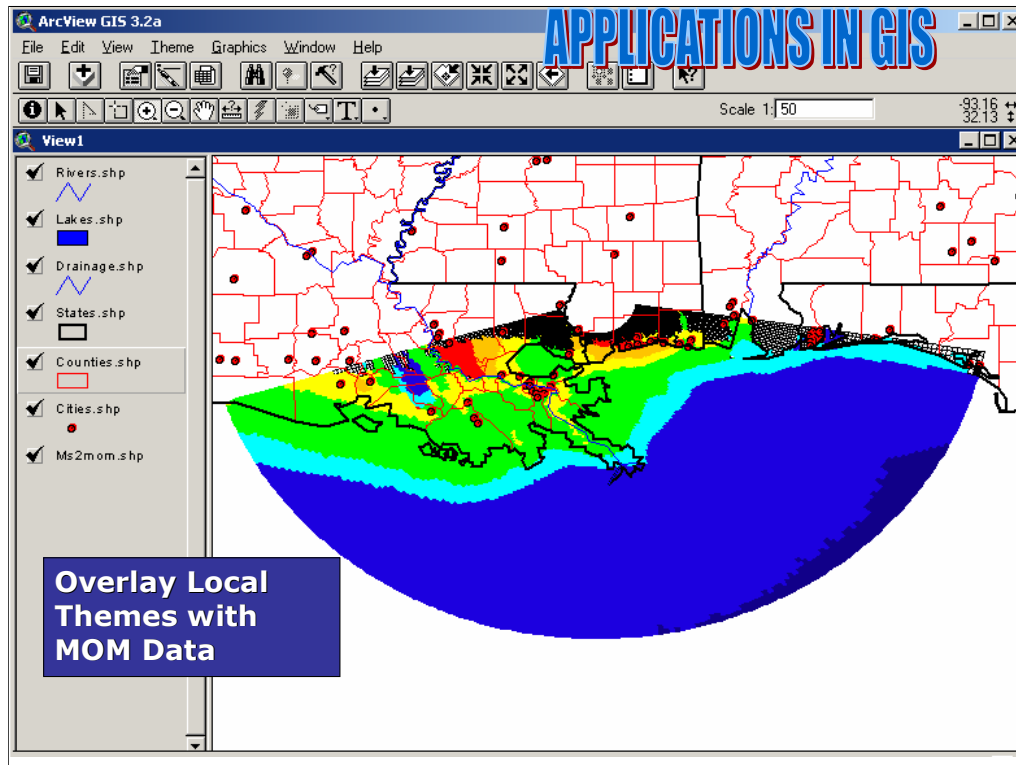 ArcView GIS 3.2a
APPLICATIONS IN GIS
File Edit View Theme Graphics Window Help
Scale 1: 50
-93.16
32.13
View1
Rivers.shp
Lakes.shp
Drainage.shp
States.shp
Counties.shp
Cities.shp
Ms2mom.shp
Overlay Local
Themes with
MOM Data